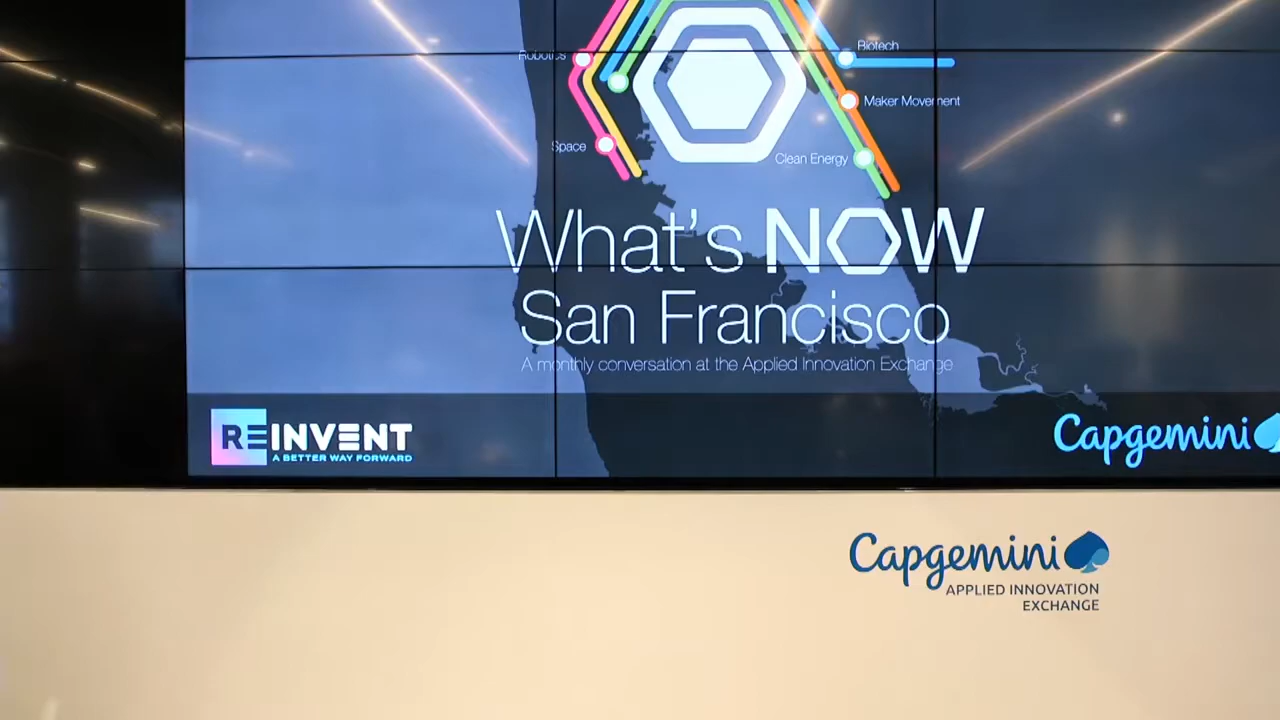 Robotics
Biotech
Maker Movement
Space
Clean Energy
What's NOW
San Francisco
A monthly conversation at the Applied Innovation Exchange
REINVENT
A BETTER WAY FORWARD
Capgemini
Capgemini
APPLIED INNOVATION
EXCHANGE